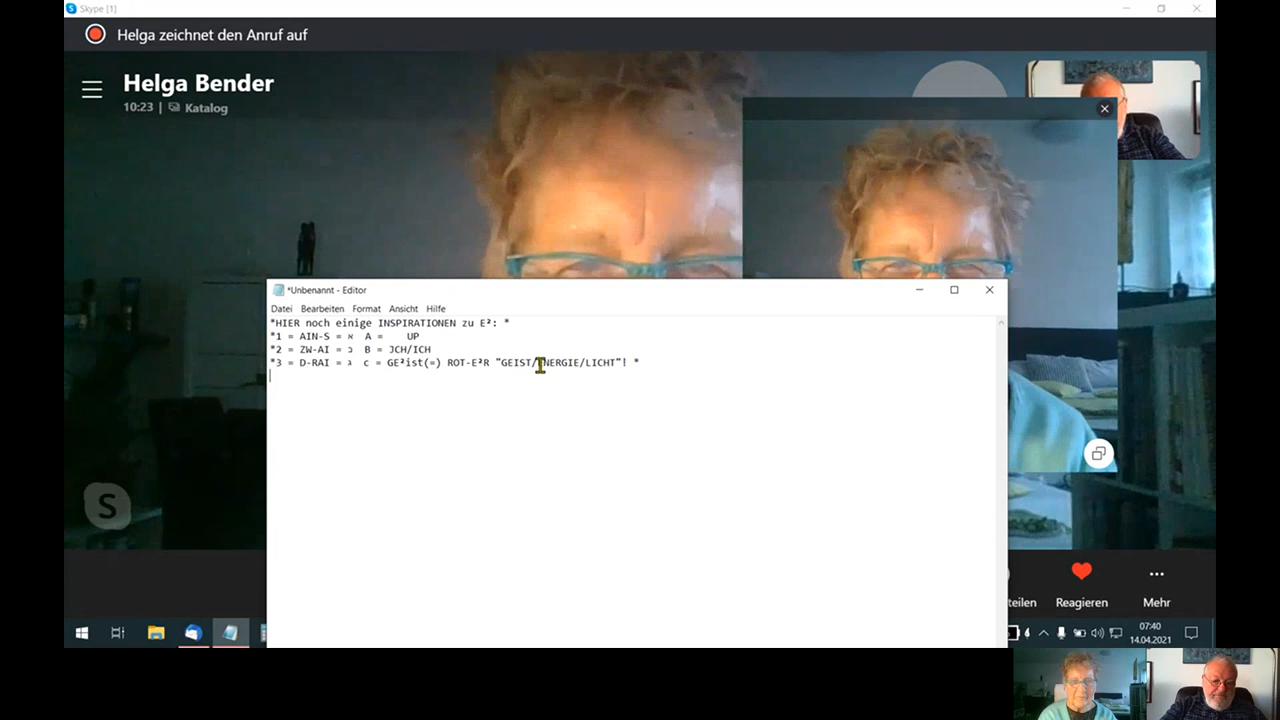 Skype [1]
Helga zeichnet den Anruf auf
Helga Bender
10:23 | Katalog
*Unbenannt - Editor
Datei Bearbeiten Format Ansicht Hilfe
*HIER noch einige INSPIRATIONEN zu E²: *
*1 = AIN-S = א A = UP
*2 = ZW-AI = כ B = JCH/ICH
*3 = D-RAI = ג c = GE²ist(=) ROT-E²R "GEIST/ENERGIE/LICHT"! *
teilen Reagieren Mehr
07:40
14.04.2021